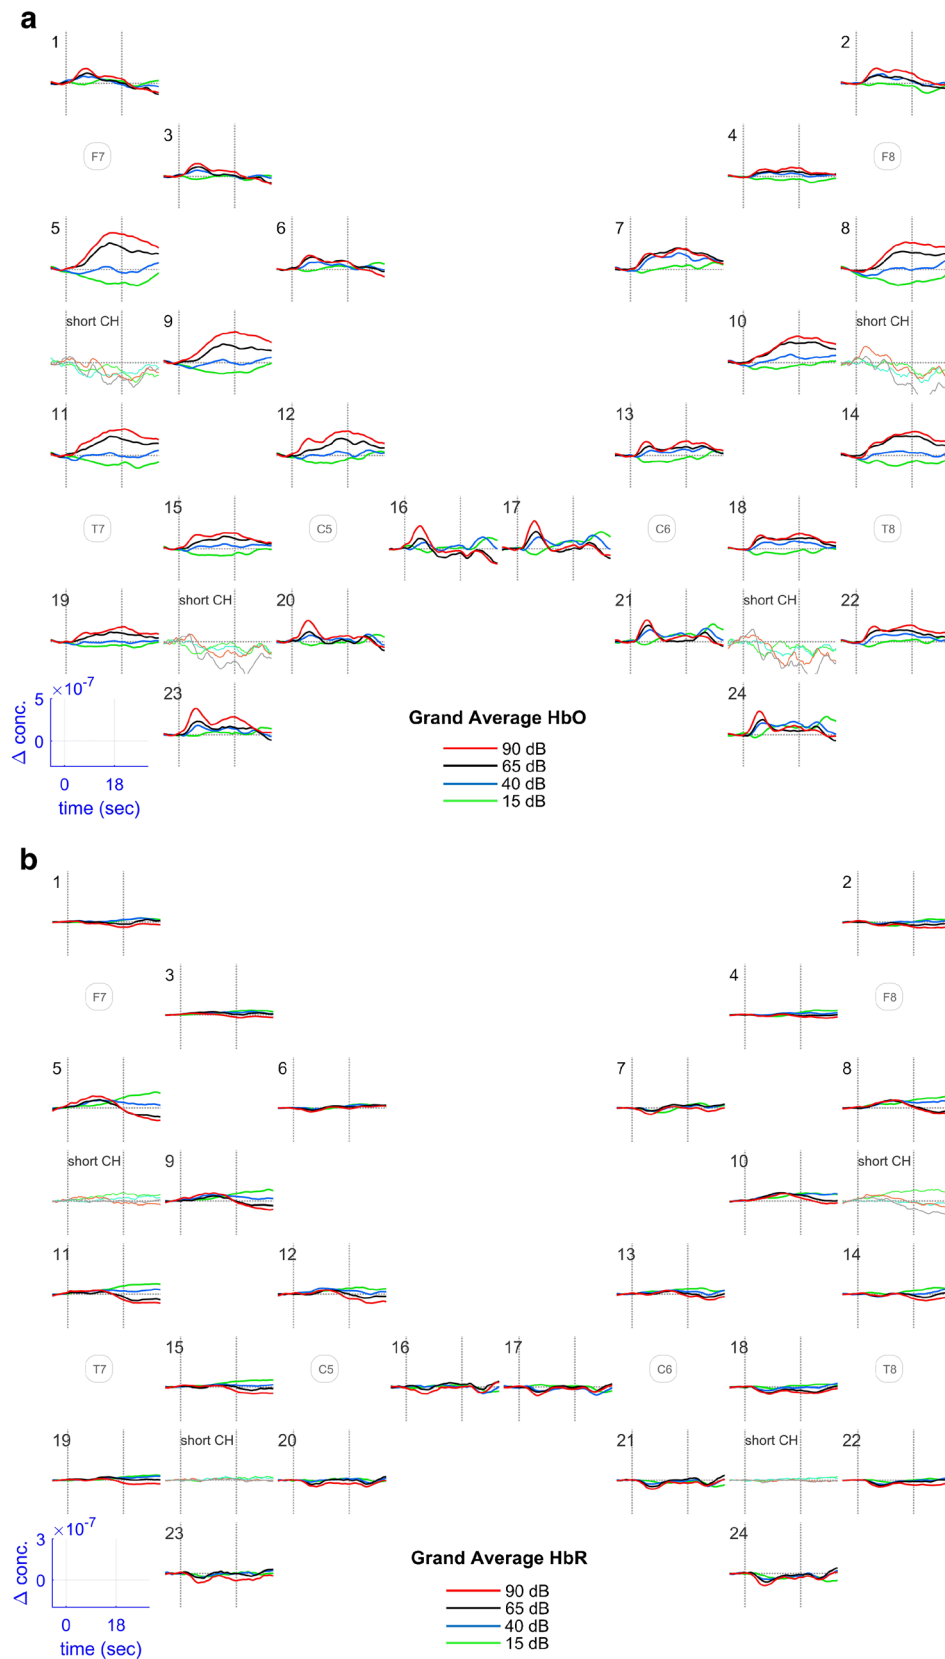 a
1 2
3 4
F7 F8
5 6 7 8
short CH 9 10 short CH
11 12 13 14
15 16 17 18
T7 C5 C6 T8
19 short CH 20 21 short CH 22
23 24
5 ×10-7
0
Δ conc.
0 18
time (sec)
Grand Average HbO
90 dB
65 dB
40 dB
15 dB
b
1 2
3 4
F7 F8
5 6 7 8
short CH 9 10 short CH
11 12 13 14
15 16 17 18
T7 C5 C6 T8
19 short CH 20 21 short CH 22
23 24
3 ×10-7
0
Δ conc.
0 18
time (sec)
Grand Average HbR
90 dB
65 dB
40 dB
15 dB